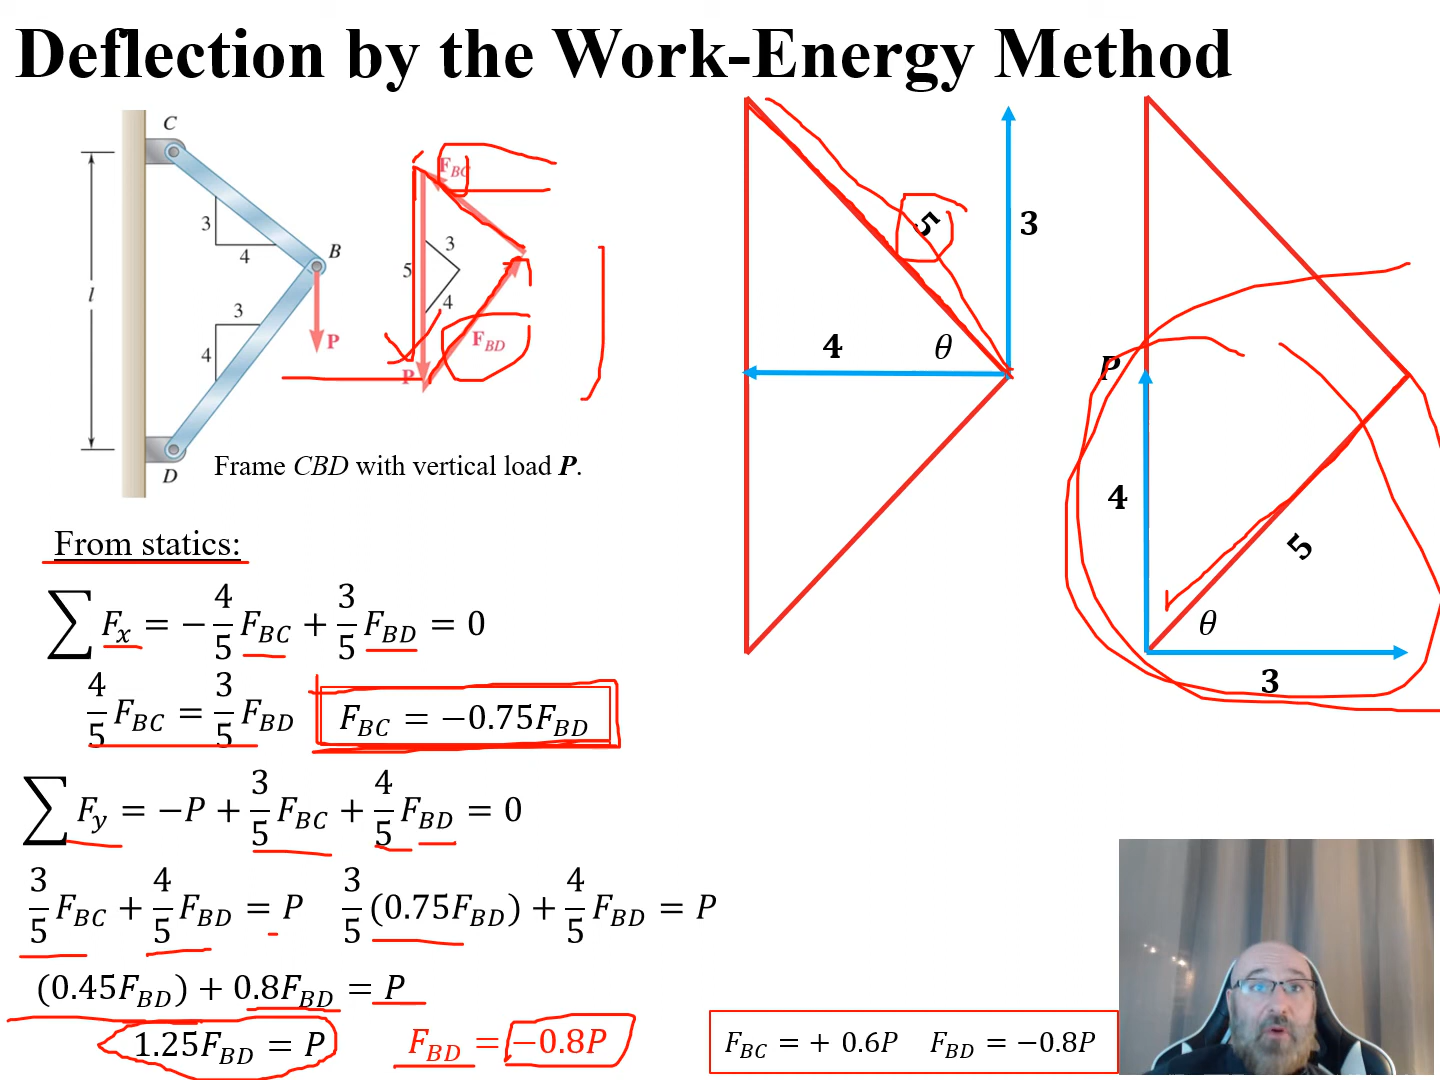 Deflection by the Work-Energy Method
C
3
4
B
l
3
4
P
D
F_BC
3
5
4
F_BD
P
Frame CBD with vertical load P.
4
θ
5
3
P
4
5
θ
3
From statics:
∑ F_x = − 4/5 F_BC + 3/5 F_BD = 0
4/5 F_BC = 3/5 F_BD F_BC = −0.75F_BD
∑ F_y = −P + 3/5 F_BC + 4/5 F_BD = 0
3/5 F_BC + 4/5 F_BD = P 3/5 (0.75F_BD) + 4/5 F_BD = P
(0.45F_BD) + 0.8F_BD = P
1.25F_BD = P F_BD = −0.8P
F_BC = + 0.6P F_BD = −0.8P